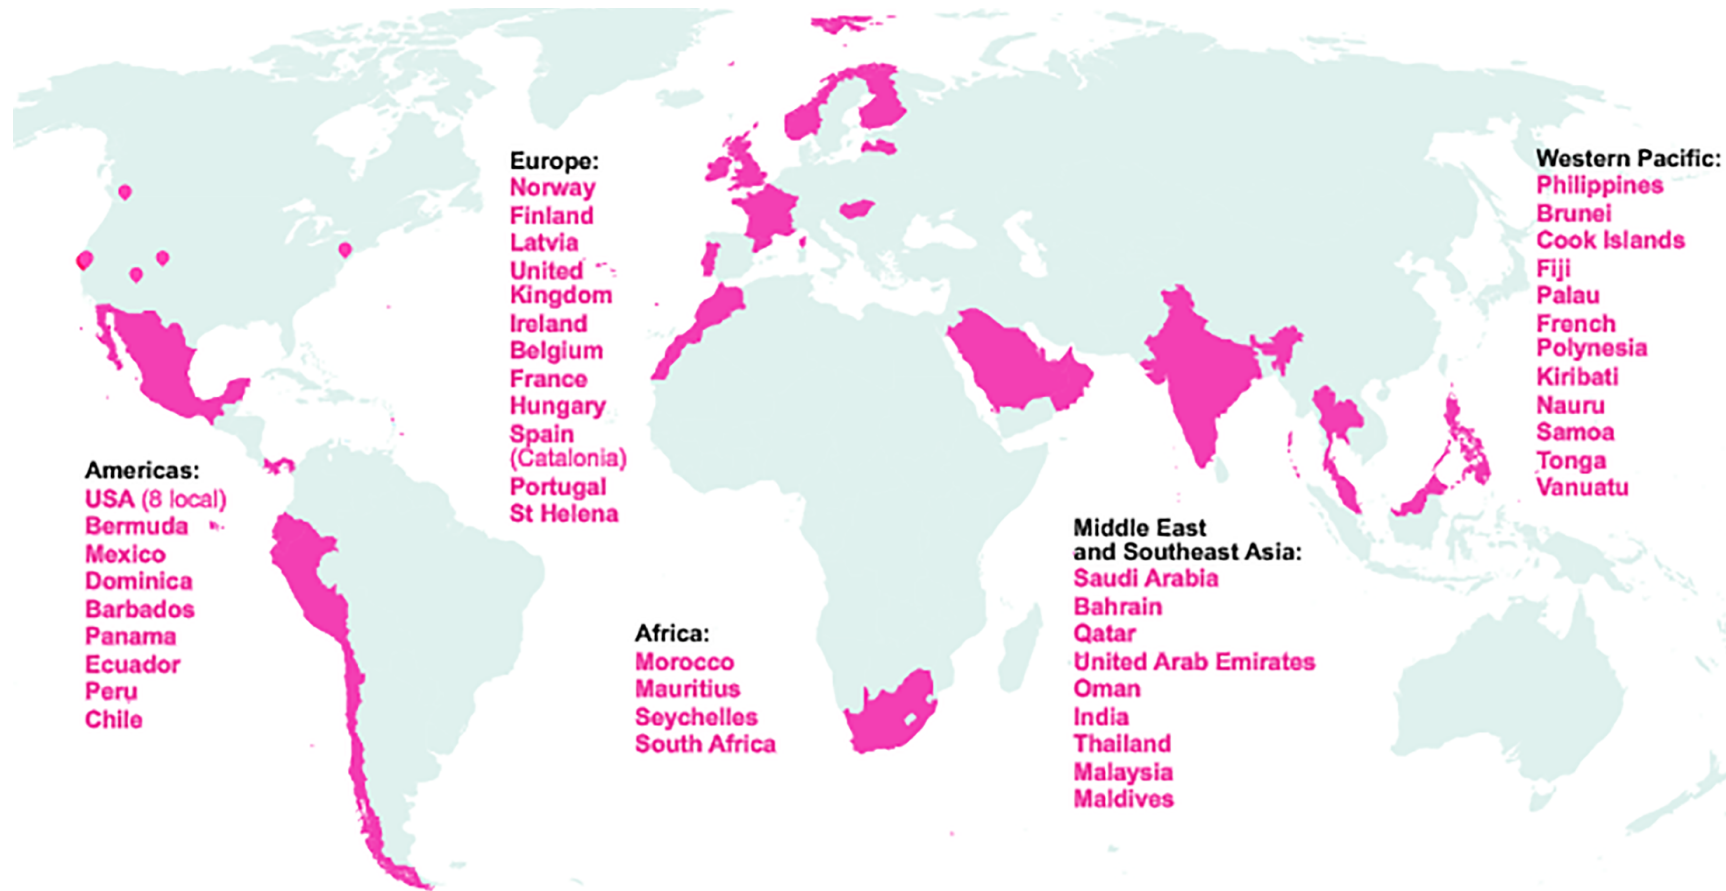 Europe:
Norway
Finland
Latvia
United
Kingdom
Ireland
Belgium
France
Hungary
Spain
(Catalonia)
Portugal
St Helena
Western Pacific:
Philippines
Brunei
Cook Islands
Fiji
Palau
French
Polynesia
Kiribati
Nauru
Samoa
Tonga
Vanuatu
Americas:
USA (8 local)
Bermuda
Mexico
Dominica
Barbados
Panama
Ecuador
Peru
Chile
Africa:
Morocco
Mauritius
Seychelles
South Africa
Middle East
and Southeast Asia:
Saudi Arabia
Bahrain
Qatar
United Arab Emirates
Oman
India
Thailand
Malaysia
Maldives